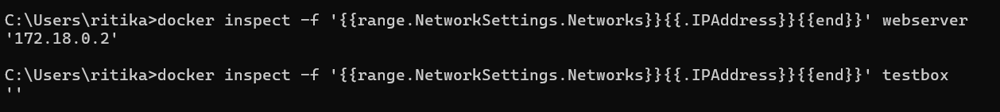 C:\Users\ritika>docker inspect -f '{{range.NetworkSettings.Networks}}{{.IPAddress}}{{end}}' webserver
'172.18.0.2'
C:\Users\ritika>docker inspect -f '{{range.NetworkSettings.Networks}}{{.IPAddress}}{{end}}' testbox
''